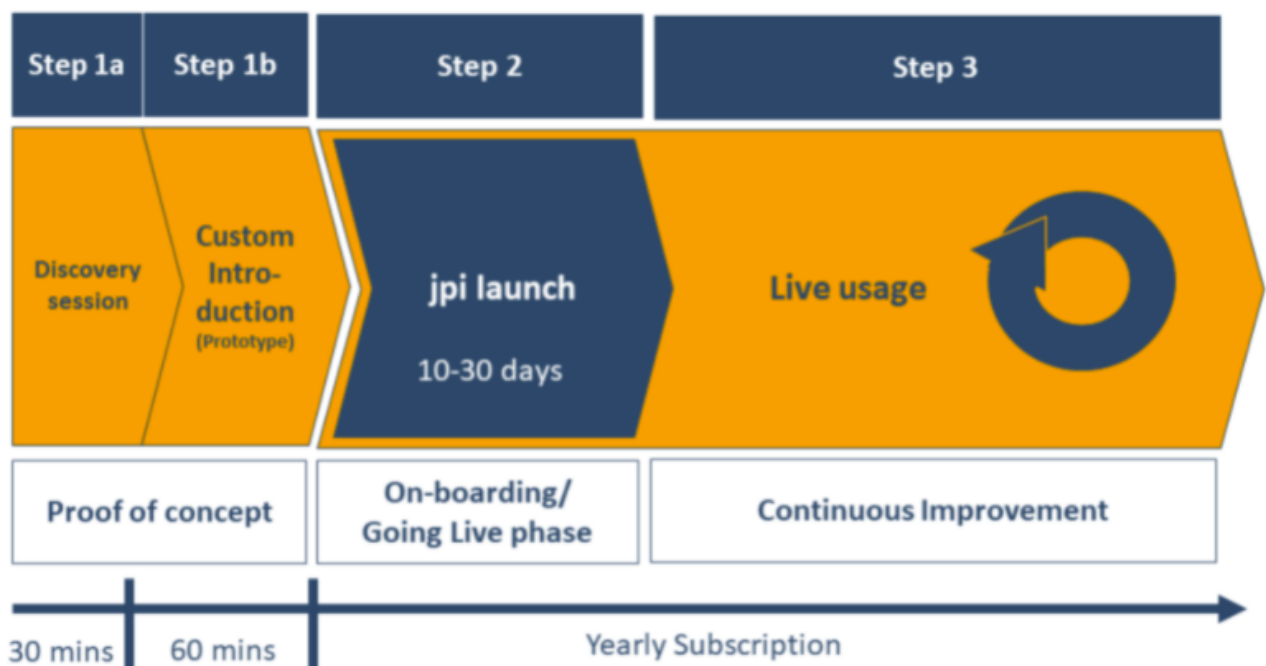 Step 1a
Step 1b
Step 2
Step 3
Discovery
session
Custom
Intro-
duction
(Prototype)
jpi launch
10-30 days
Live usage
Proof of concept
On-boarding/
Going Live phase
Continuous Improvement
30 mins
60 mins
Yearly Subscription